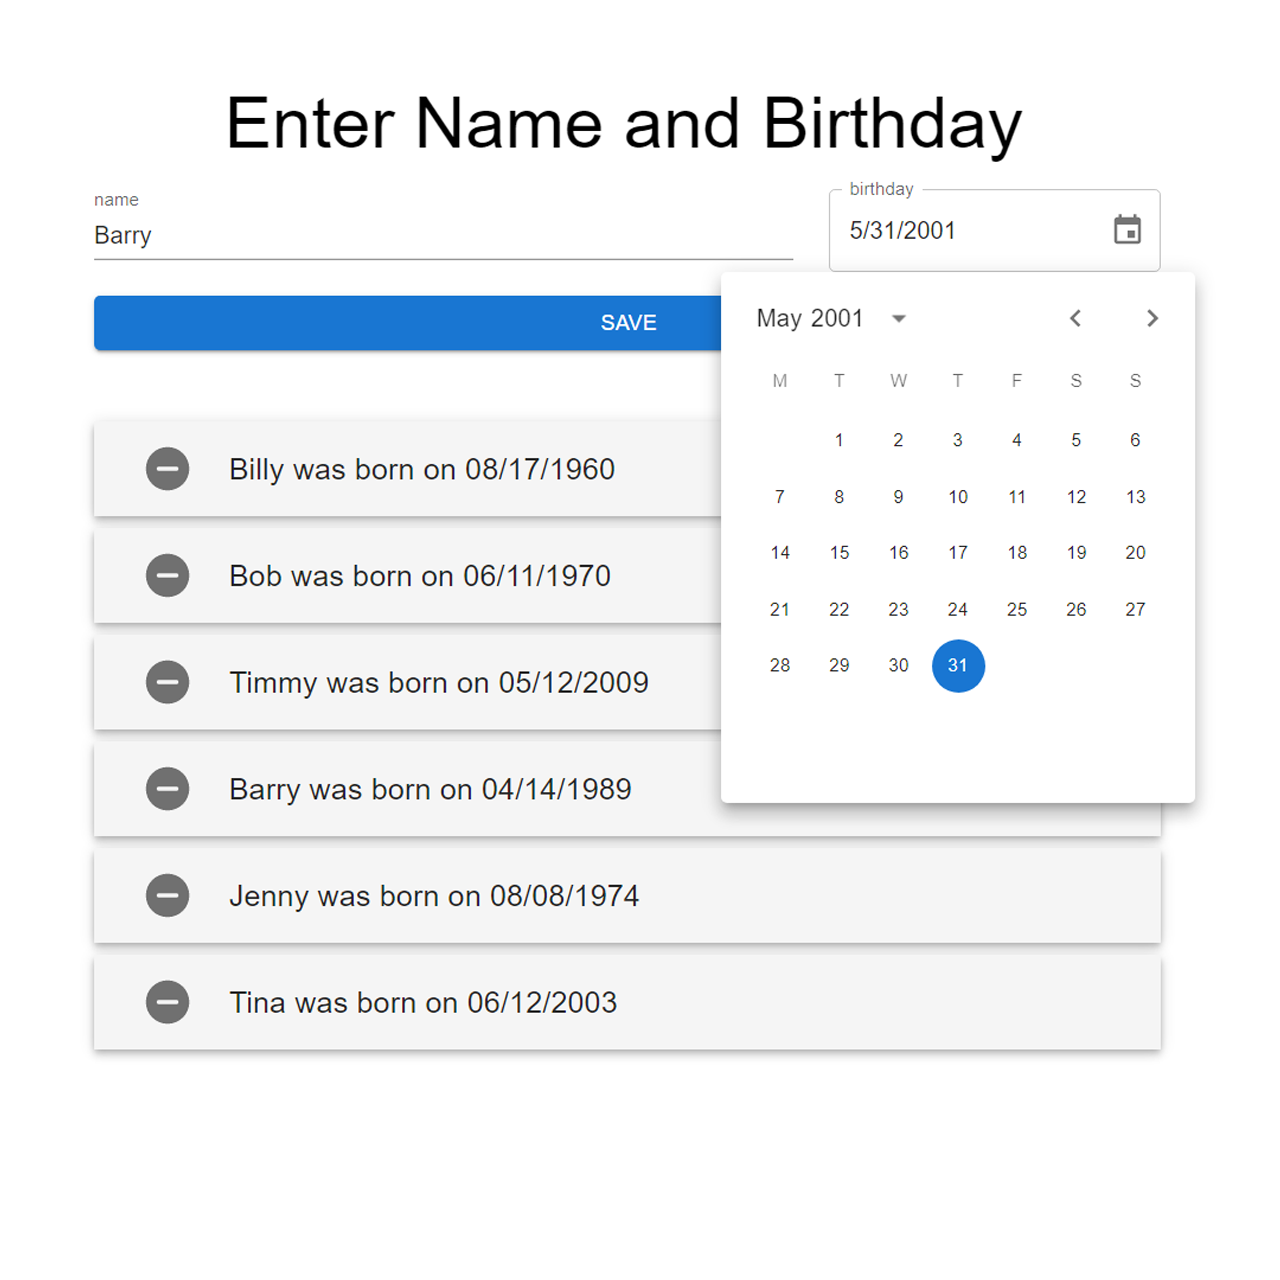 Enter Name and Birthday
name
Barry
birthday
5/31/2001
SAVE
May 2001
M T W T F S S
1 2 3 4 5 6
7 8 9 10 11 12 13
14 15 16 17 18 19 20
21 22 23 24 25 26 27
28 29 30 31
Billy was born on 08/17/1960
Bob was born on 06/11/1970
Timmy was born on 05/12/2009
Barry was born on 04/14/1989
Jenny was born on 08/08/1974
Tina was born on 06/12/2003